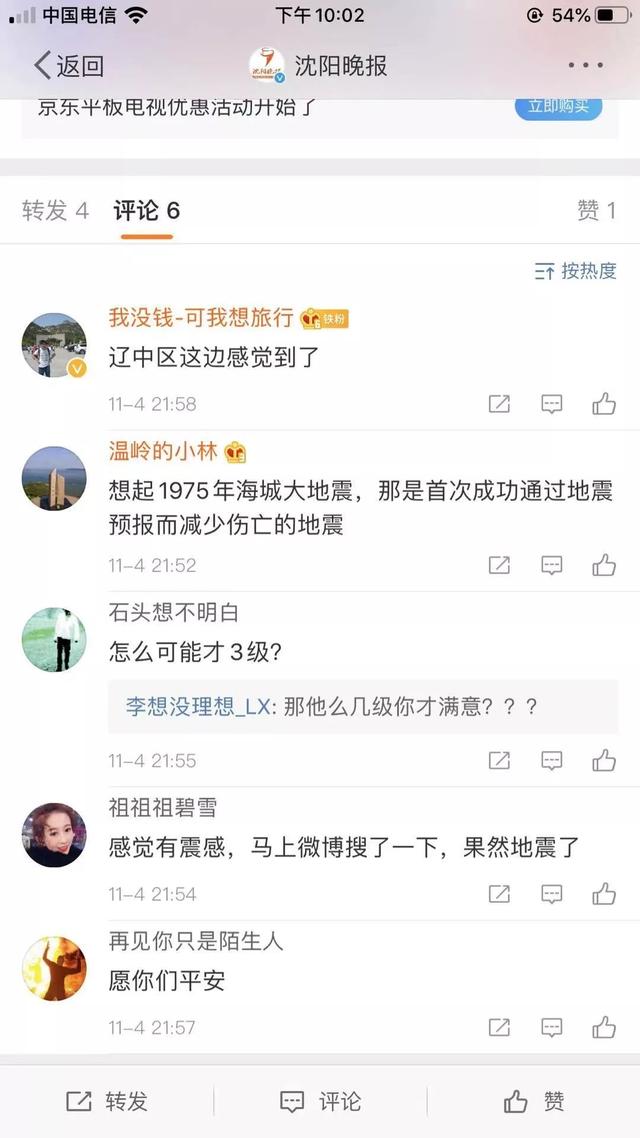 中国电信
下午10:02
54%
返回
沈阳晚报
京东平板电视优惠活动开始了
立即购买
转发 4
评论 6
赞 1
按热度
我没钱-可我想旅行
铁粉
辽中区这边感觉到了
11-4 21:58
温岭的小林
想起1975年海城大地震，那是首次成功通过地震
预报而减少伤亡的地震
11-4 21:52
石头想不明白
怎么可能才3级?
李想没理想_LX: 那他么几级你才满意？？？
11-4 21:55
祖祖祖碧雪
感觉有震感，马上微博搜了一下，果然地震了
11-4 21:54
再见你只是陌生人
愿你们平安
11-4 21:57
转发
评论
赞